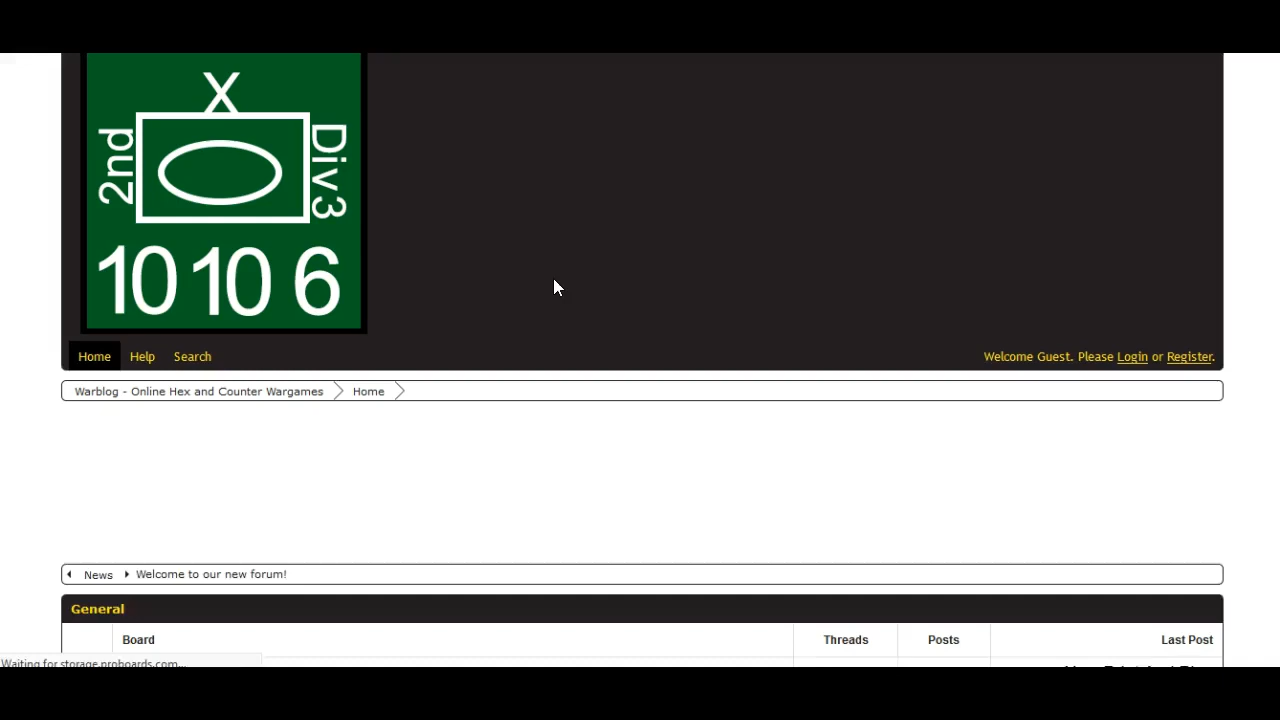 X
2nd
Div3
10 10 6
Home Help Search
Welcome Guest. Please Login or Register.
Warblog - Online Hex and Counter Wargames Home
News Welcome to our new forum!
General
Board Threads Posts Last Post
Waiting for storage.proboards.com...